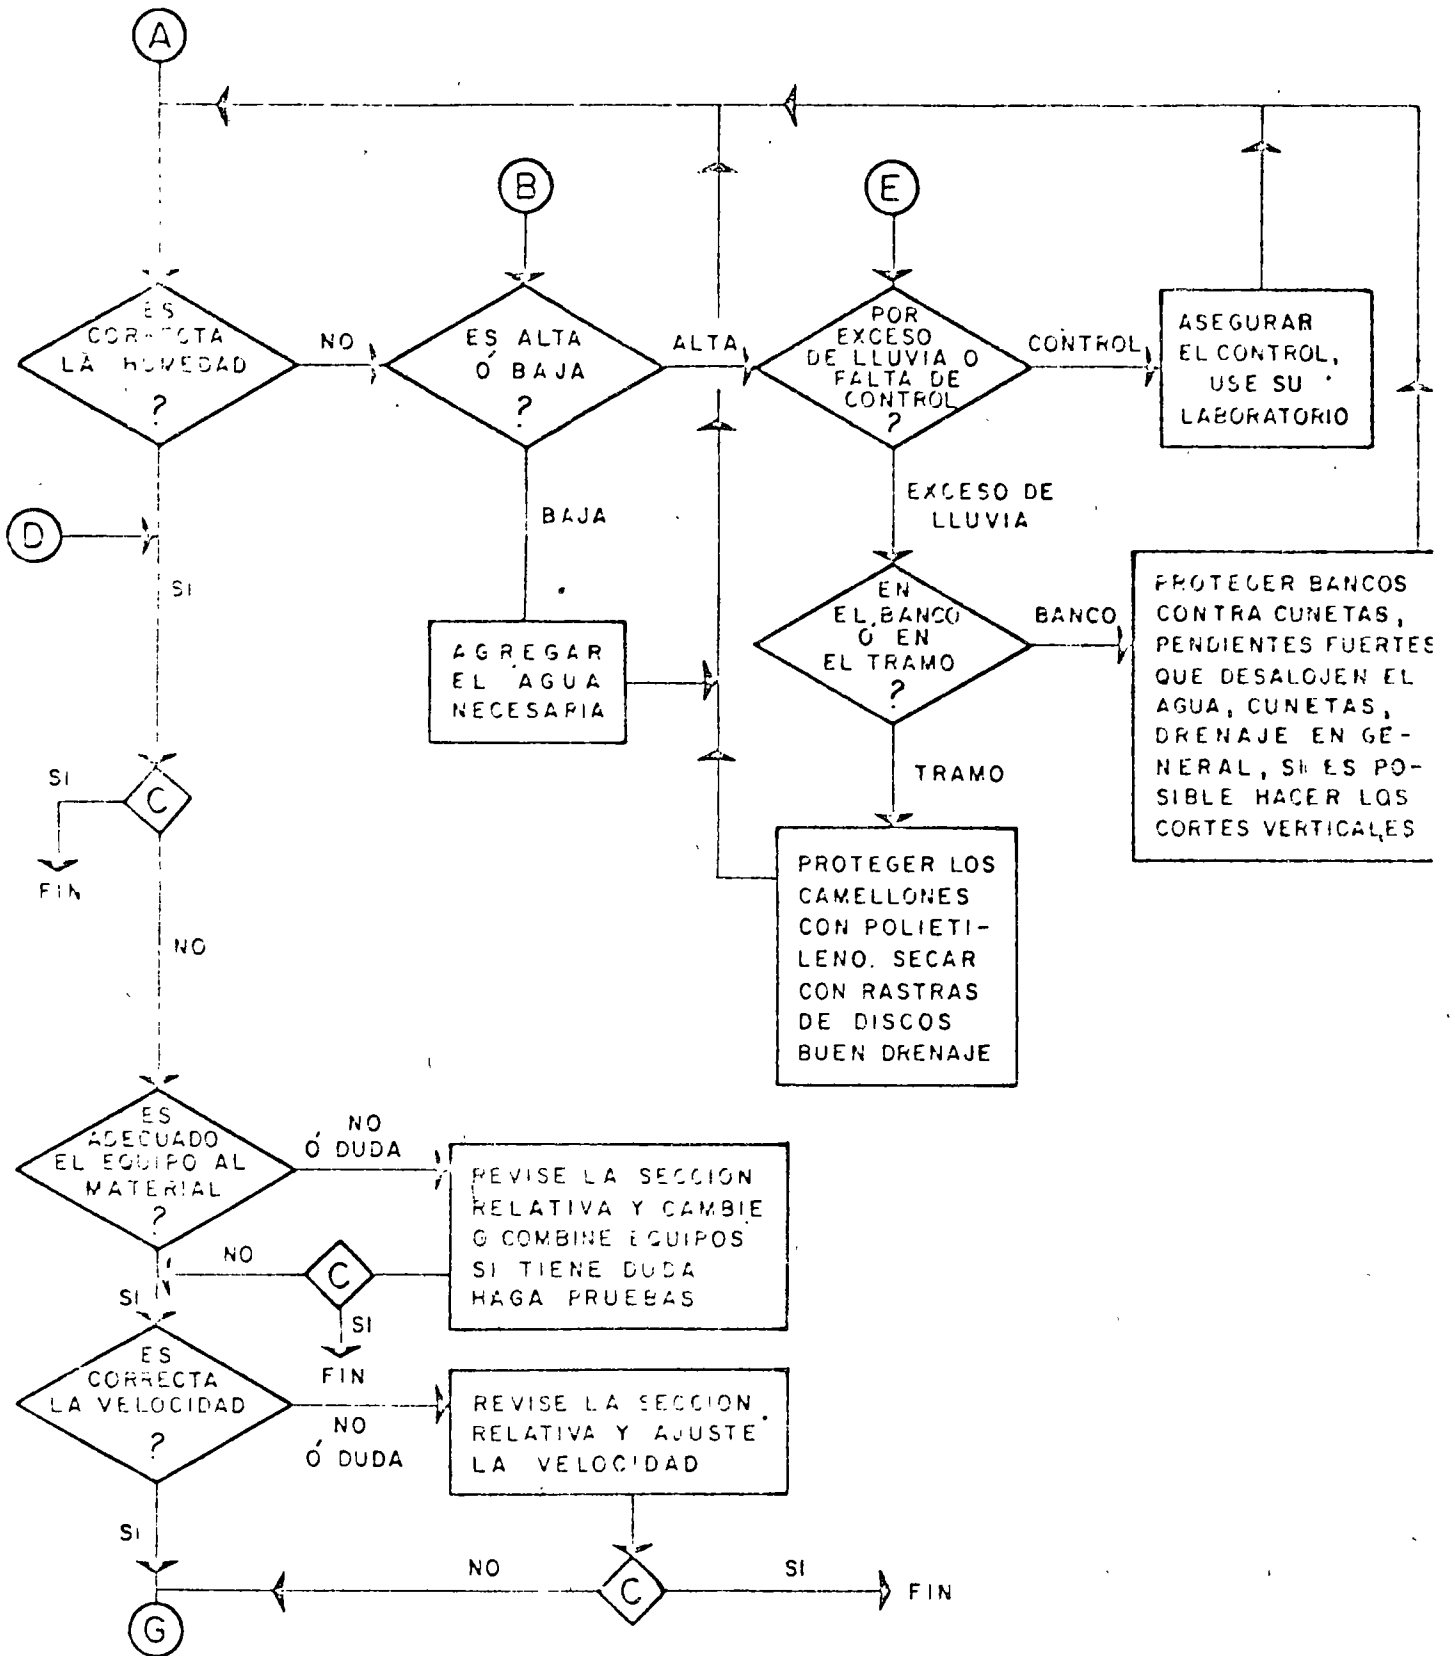 A
B
E
ES
CORRECTA
LA HUMEDAD
?
NO
ES ALTA
Ó BAJA
?
ALTA
POR
EXCESO
DE LLUVIA O
FALTA DE
CONTROL
?
CONTROL
ASEGURAR
EL CONTROL,
USE SU
LABORATORIO
D
SI
BAJA
EXCESO DE
LLUVIA
AGREGAR
EL AGUA
NECESARIA
EN
EL BANCO
Ó EN
EL TRAMO
?
BANCO
PROTEGER BANCOS
CONTRA CUNETAS,
PENDIENTES FUERTES
QUE DESALOJEN EL
AGUA, CUNETAS,
DRENAJE EN GE-
NERAL, SI ES PO-
SIBLE HACER LOS
CORTES VERTICALES
SI
C
FIN
NO
TRAMO
PROTEGER LOS
CAMELLONES
CON POLIETI-
LENO. SECAR
CON RASTRAS
DE DISCOS
BUEN DRENAJE
ES
ADECUADO
EL EQUIPO AL
MATERIAL
?
NO
Ó DUDA
REVISE LA SECCION
RELATIVA Y CAMBIE
O COMBINE EQUIPOS
SI TIENE DUDA
HAGA PRUEBAS
NO
C
SI
FIN
SI
ES
CORRECTA
LA VELOCIDAD
?
NO
Ó DUDA
REVISE LA SECCION
RELATIVA Y AJUSTE
LA VELOCIDAD
SI
NO
C
SI
FIN
G